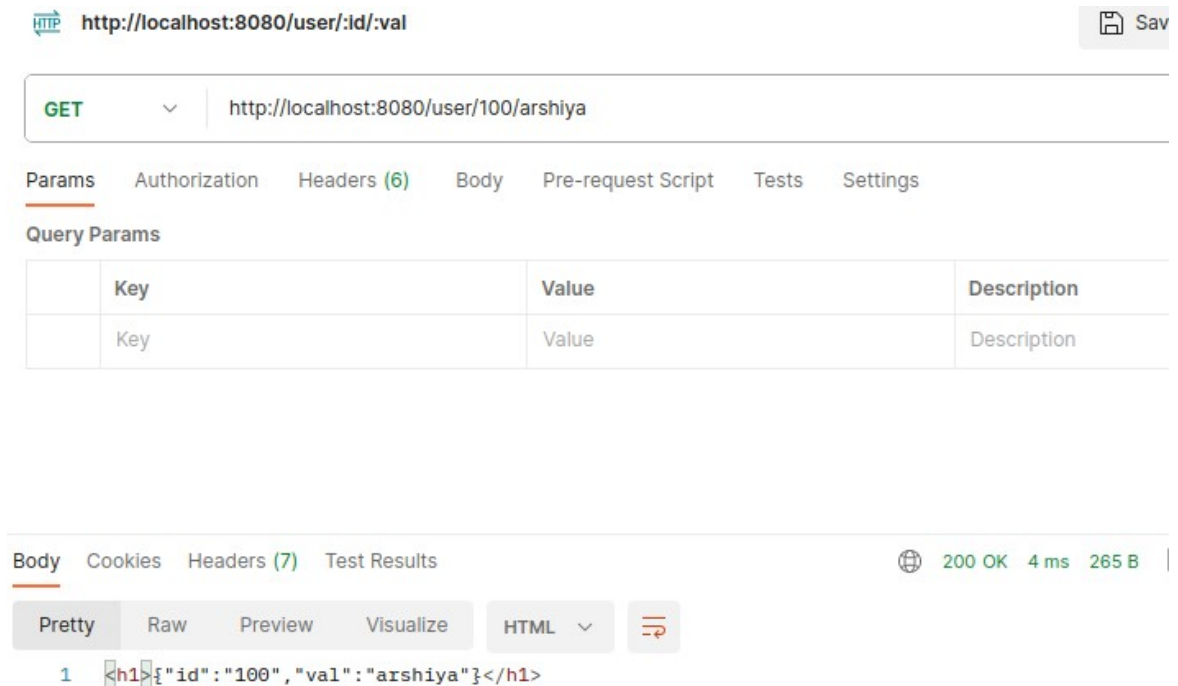 HTTP http://localhost:8080/user/:id/:val Sav
GET http://localhost:8080/user/100/arshiya
Params Authorization Headers (6) Body Pre-request Script Tests Settings
Query Params
Key Value Description
Key Value Description
Body Cookies Headers (7) Test Results 200 OK 4 ms 265 B
Pretty Raw Preview Visualize HTML
1 <h1>{"id":"100","val":"arshiya"}</h1>